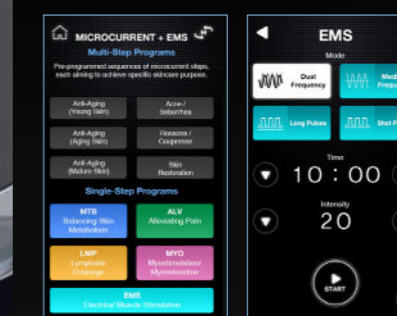 MICROCURRENT + EMS
Multi-Step Programs
Pre-programmed sequences of microcurrent steps,
each aiming to achieve specific skincare purpose.
Anti-Aging
(Young Skin)
Acne /
Seborrhea
Anti-Aging
(Aging Skin)
Rosacea /
Couperose
Anti-Aging
(Mature Skin)
Skin
Restoration
Single-Step Programs
MTB
Balancing Skin
Metabolism
ALV
Alleviating Pain
LMP
Lymphatic
Drainage
MYO
Myostimulation/
Myorelaxation
EMS
Electrical Muscle Stimulation
EMS
Mode
Dual
Frequency
Long Pulses
Time
10 : 00
Intensity
20
START